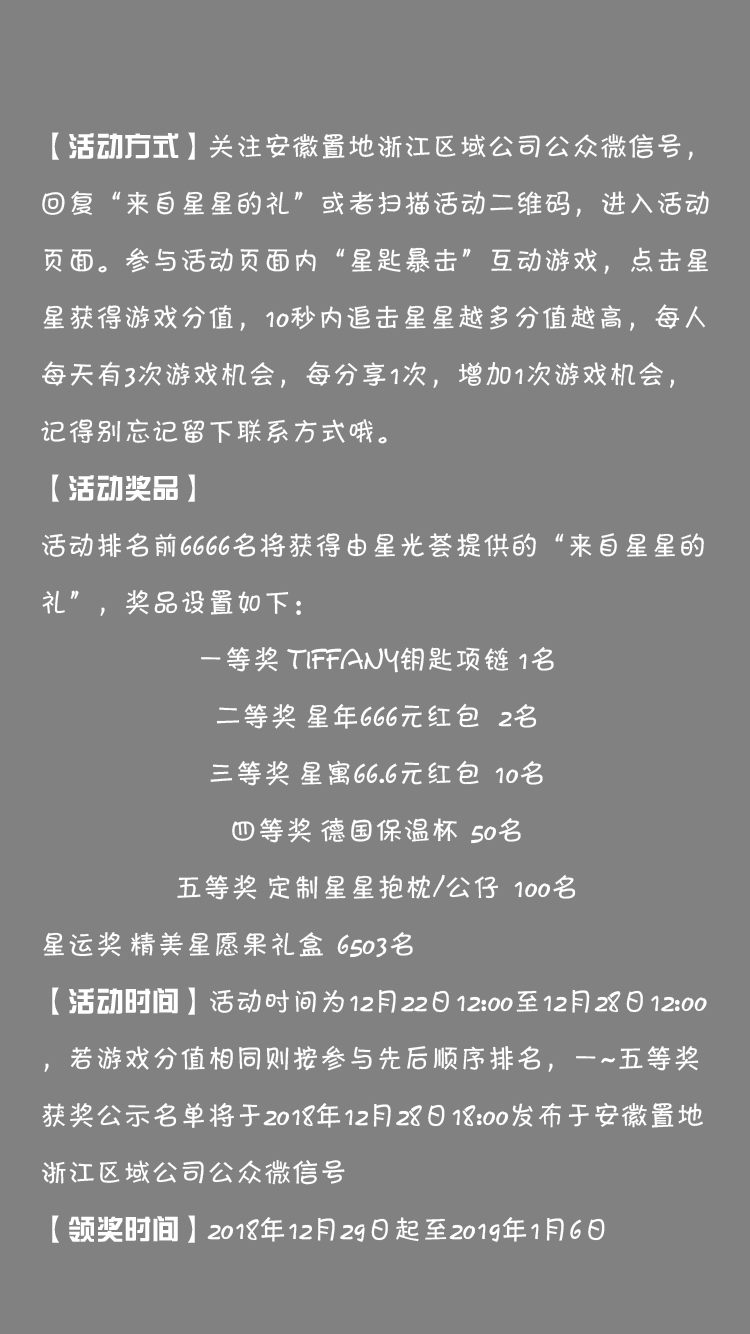 【活动方式】关注安徽置地浙江区域公司公众微信号，
回复“来自星星的礼”或者扫描活动二维码，进入活动
页面。参与活动页面内“星匙暴击”互动游戏，点击星
星获得游戏分值，10秒内追击星星越多分值越高，每人
每天有3次游戏机会，每分享1次，增加1次游戏机会，
记得别忘记留下联系方式哦。
【活动奖品】
活动排名前6666名将获得由星光荟提供的“来自星星的
礼”，奖品设置如下：
一等奖 TIFFANY钥匙项链 1名
二等奖 星年666元红包 2名
三等奖 星寓66.6元红包 10名
四等奖 德国保温杯 50名
五等奖 定制星星抱枕/公仔 100名
星运奖 精美星愿果礼盒 6503名
【活动时间】活动时间为12月22日12:00至12月28日12:00
，若游戏分值相同则按参与先后顺序排名，一~五等奖
获奖公示名单将于2018年12月28日18:00发布于安徽置地
浙江区域公司公众微信号
【领奖时间】2018年12月29日起至2019年1月6日